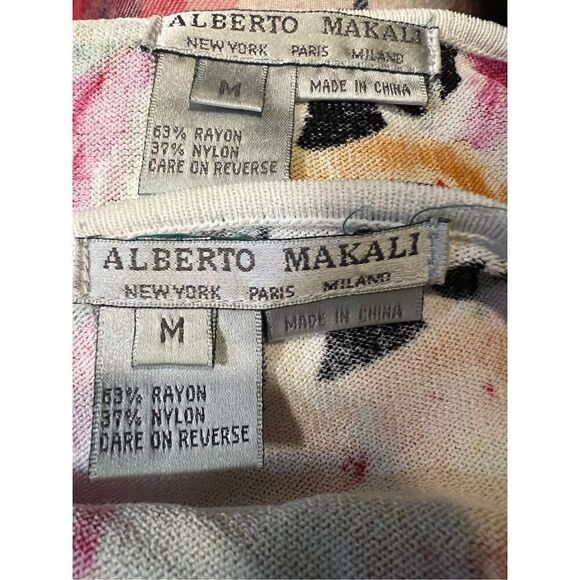 ALBERTO MAKALI
NEW YORK PARIS MILANO
M
MADE IN CHINA
63% RAYON
37% NYLON
CARE ON REVERSE
ALBERTO MAKALI
NEW YORK PARIS MILANO
M
MADE IN CHINA
63% RAYON
37% NYLON
CARE ON REVERSE